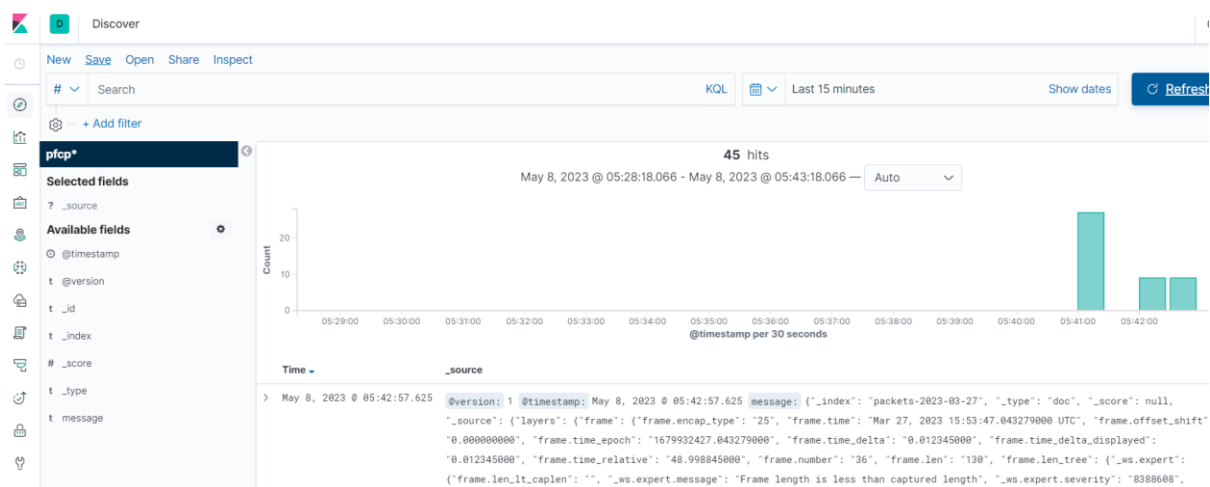 D Discover
New Save Open Share Inspect
# Search KQL Last 15 minutes Show dates Refresh
+ Add filter
pfcp*
Selected fields
? _source
Available fields
@timestamp
t @version
t _id
t _index
# _score
t _type
t message
45 hits
May 8, 2023 @ 05:28:18.066 - May 8, 2023 @ 05:43:18.066 — Auto
Count
20
10
0
05:29:00 05:30:00 05:31:00 05:32:00 05:33:00 05:34:00 05:35:00 05:36:00 05:37:00 05:38:00 05:39:00 05:40:00 05:41:00 05:42:00
@timestamp per 30 seconds
Time _source
May 8, 2023 @ 05:42:57.625 @version: 1 @timestamp: May 8, 2023 @ 05:42:57.625 message: {"_index": "packets-2023-03-27", "_type": "doc", "_score": null,
"_source": {"layers": {"frame": {"frame.encap_type": "25", "frame.time": "Mar 27, 2023 15:53:47.043279000 UTC", "frame.offset_shift"
"0.000000000", "frame.time_epoch": "1679932427.043279000", "frame.time_delta": "0.012345000", "frame.time_delta_displayed":
"0.012345000", "frame.time_relative": "48.998845000", "frame.number": "36", "frame.len": "130", "frame.len_tree": {"_ws.expert":
{"frame.len_lt_caplen": "", "_ws.expert.message": "Frame length is less than captured length", "_ws.expert.severity": "8388608",